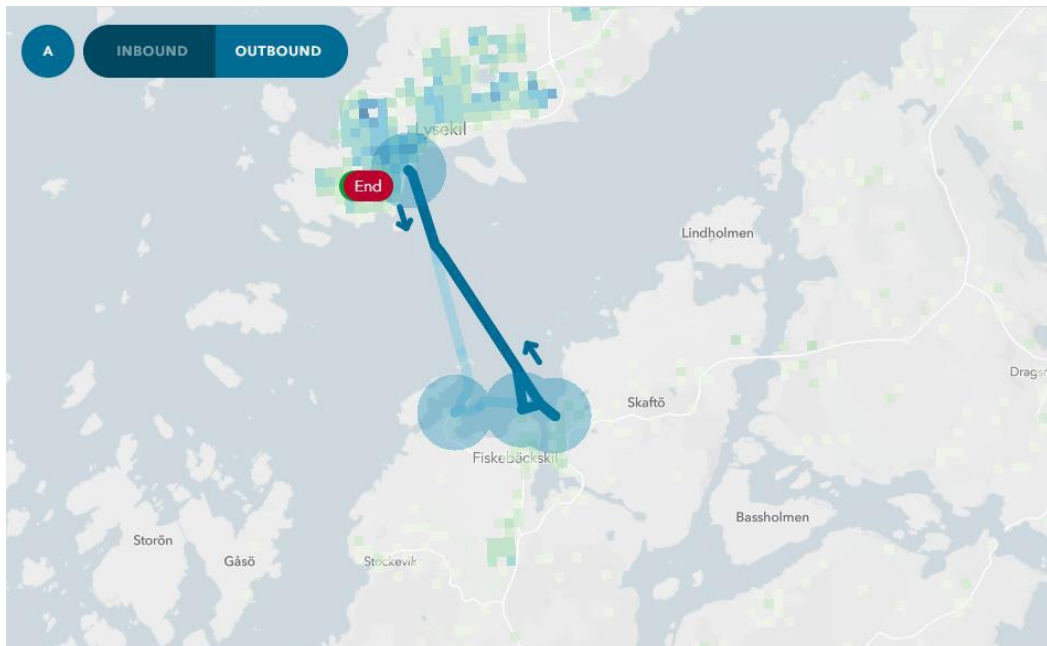 A
INBOUND
OUTBOUND
Lysekil
End
Lindholmen
Skaftö
Fiskebäckskil
Bassholmen
Storön
Gåsö
Stockevik